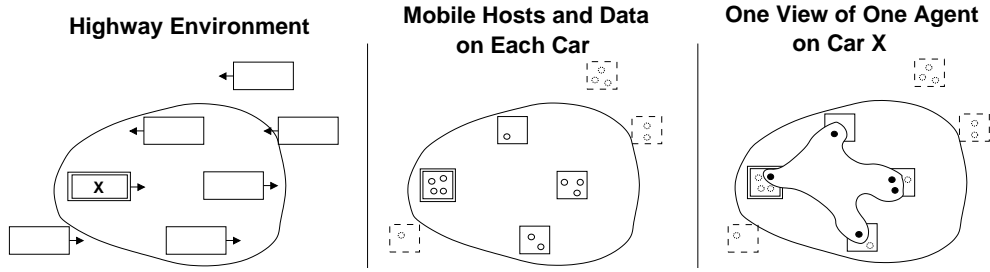 Highway Environment
Mobile Hosts and Data
on Each Car
One View of One Agent
on Car X
X